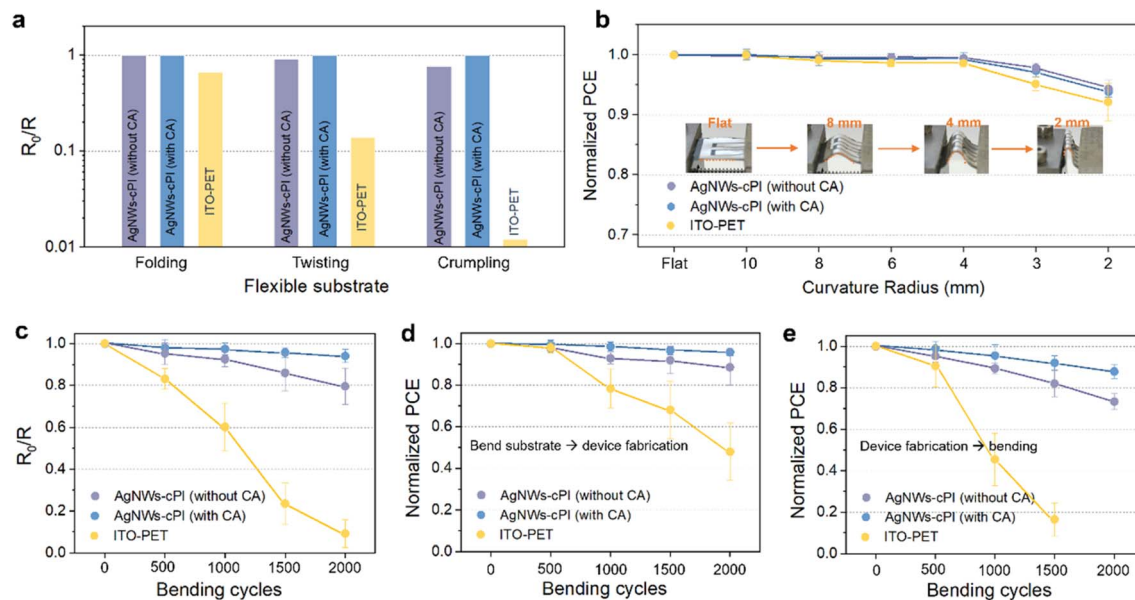 a
R0/R
1
0.1
0.01
AgNWs-cPI (without CA)
AgNWs-cPI (with CA)
ITO-PET
AgNWs-cPI (without CA)
AgNWs-cPI (with CA)
ITO-PET
AgNWs-cPI (without CA)
AgNWs-cPI (with CA)
ITO-PET
Folding Twisting Crumpling
Flexible substrate
b
Normalized PCE
1.0
0.9
0.8
0.7
Flat 8 mm 4 mm 2 mm
AgNWs-cPI (without CA)
AgNWs-cPI (with CA)
ITO-PET
Flat 10 8 6 4 3 2
Curvature Radius (mm)
c
R0/R
1.0
0.8
0.6
0.4
0.2
0.0
AgNWs-cPI (without CA)
AgNWs-cPI (with CA)
ITO-PET
0 500 1000 1500 2000
Bending cycles
d
Normalized PCE
1.0
0.8
0.6
0.4
0.2
0.0
Bend substrate → device fabrication
AgNWs-cPI (without CA)
AgNWs-cPI (with CA)
ITO-PET
0 500 1000 1500 2000
Bending cycles
e
Normalized PCE
1.0
0.8
0.6
0.4
0.2
0.0
Device fabrication → bending
AgNWs-cPI (without CA)
AgNWs-cPI (with CA)
ITO-PET
0 500 1000 1500 2000
Bending cycles